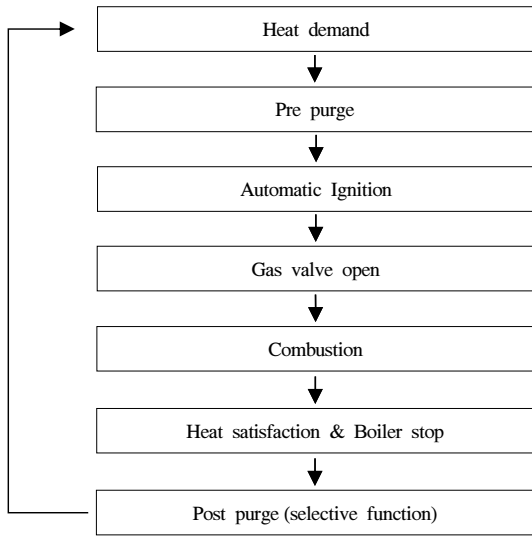 Heat demand
Pre purge
Automatic Ignition
Gas valve open
Combustion
Heat satisfaction & Boiler stop
Post purge (selective function)